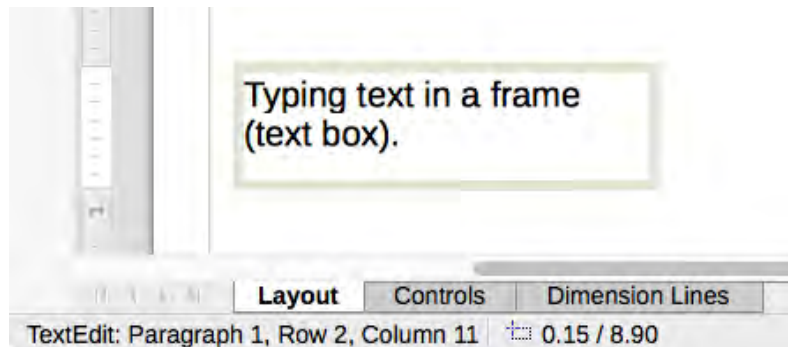 Typing text in a frame
(text box).
1
Layout Controls Dimension Lines
TextEdit: Paragraph 1, Row 2, Column 11 0.15 / 8.90